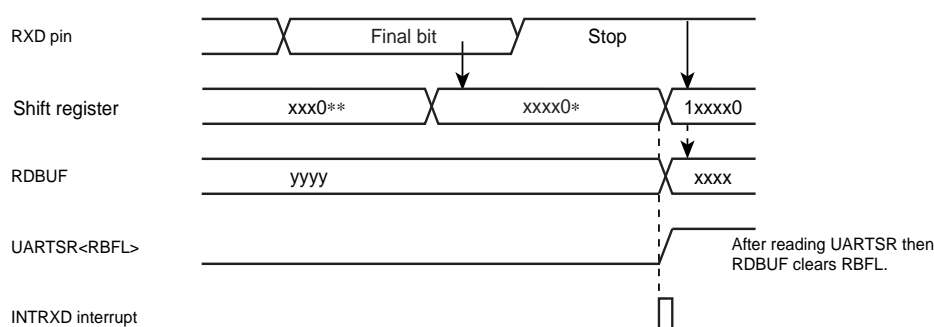 RXD pin
Final bit
Stop
Shift register
xxx0**
xxxx0*
1xxxx0
RDBUF
yyyy
xxxx
UARTSR<RBFL>
After reading UARTSR then
RDBUF clears RBFL.
INTRXD interrupt